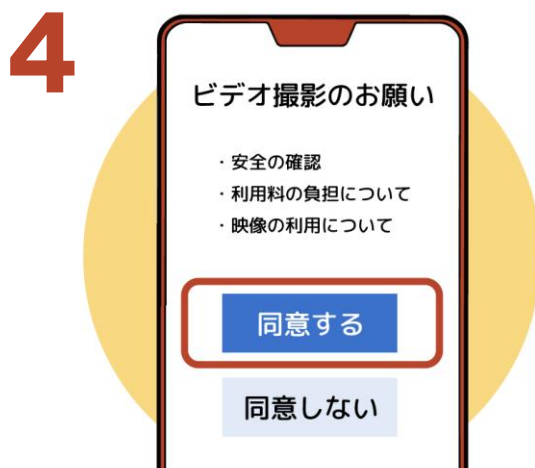 4
ビデオ撮影のお願い
・安全の確認
・利用料の負担について
・映像の利用について
同意する
同意しない